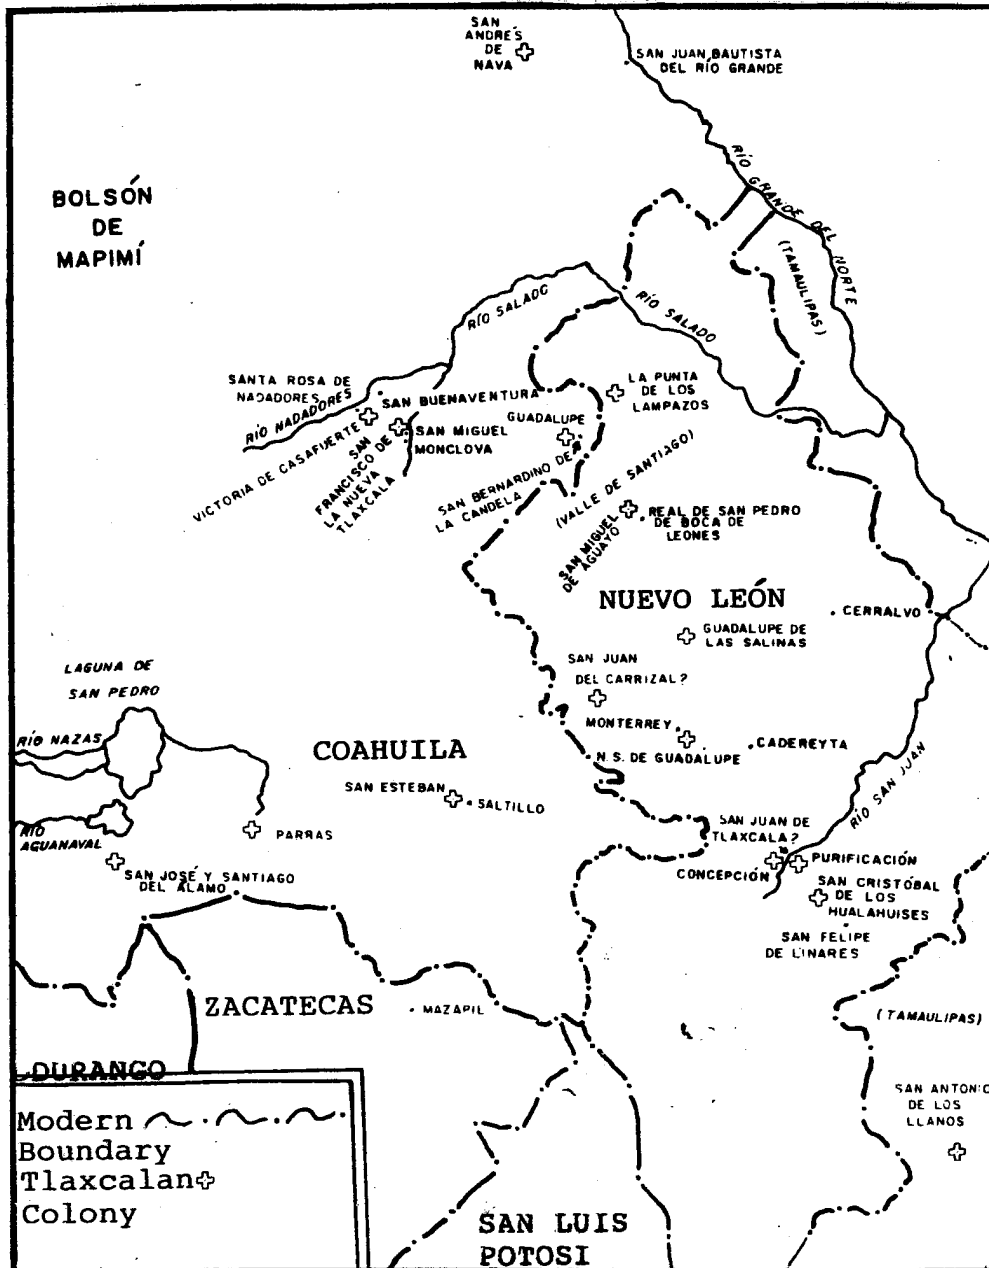 SAN
ANDRÉS
DE
NAVA
SAN JUAN BAUTISTA
DEL RÍO GRANDE
RÍO GRANDE DEL NORTE
BOLSÓN
DE
MAPIMÍ
(TAMAULIPAS)
RÍO SALADO
RÍO SALADO
SANTA ROSA DE
NADADORES
RÍO NADADORES
SAN BUENAVENTURA
LA PUNTA
DE LOS
LAMPAZOS
GUADALUPE
SAN MIGUEL
MONCLOVA
VICTORIA DE CASAFUERTE
SAN
FRANCISCO DE
LA NUEVA
TLAXCALA
SAN BERNARDINO DE
LA CANDELA
(VALLE DE SANTIAGO)
SAN MIGUEL
DE AGUAYO
REAL DE SAN PEDRO
DE BOCA DE
LEONES
NUEVO LEÓN
CERRALVO
GUADALUPE DE
LAS SALINAS
SAN JUAN
DEL CARRIZAL?
LAGUNA DE
SAN PEDRO
RÍO NAZAS
COAHUILA
MONTERREY
N.S. DE GUADALUPE
CADEREYTA
RÍO SAN JUAN
SAN ESTEBAN
SALTILLO
RÍO
AGUANAVAL
PARRAS
SAN JUAN DE
TLAXCALA?
CONCEPCIÓN
PURIFICACIÓN
SAN JOSÉ Y SANTIAGO
DEL ÁLAMO
SAN CRISTÓBAL
DE LOS
HUALAHUISES
SAN FELIPE
DE LINARES
ZACATECAS
MAZAPIL
(TAMAULIPAS)
DURANGO
SAN ANTONIO
DE LOS
LLANOS
Modern
Boundary
Tlaxcalan
Colony
SAN LUIS
POTOSI